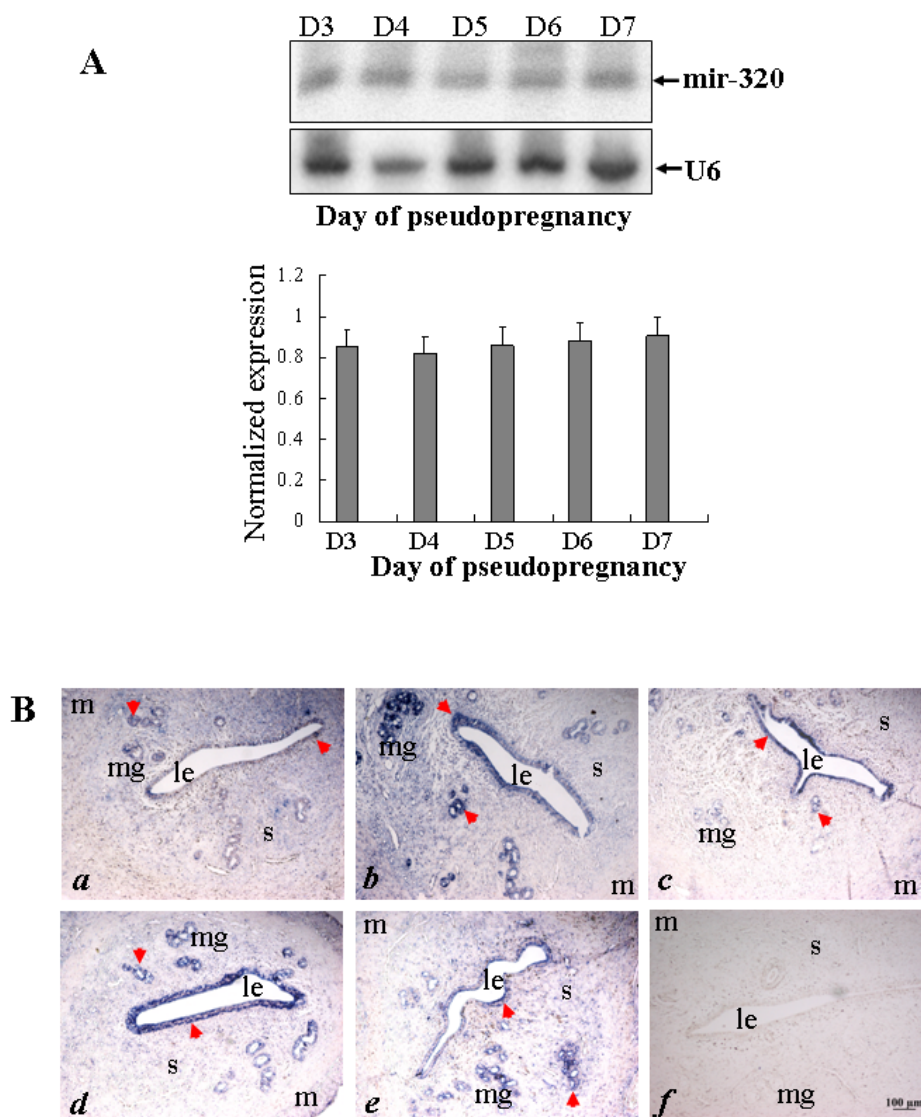 A
D3 D4 D5 D6 D7
mir-320
U6
Day of pseudopregnancy
Normalized expression
1.2
1
0.8
0.6
0.4
0.2
0
D3 D4 D5 D6 D7
Day of pseudopregnancy
B
m
mg
le
s
a
mg
le
s
m
b
s
le
mg
m
c
mg
le
s
m
d
m
le
s
mg
e
m
s
le
mg
f
100 μm